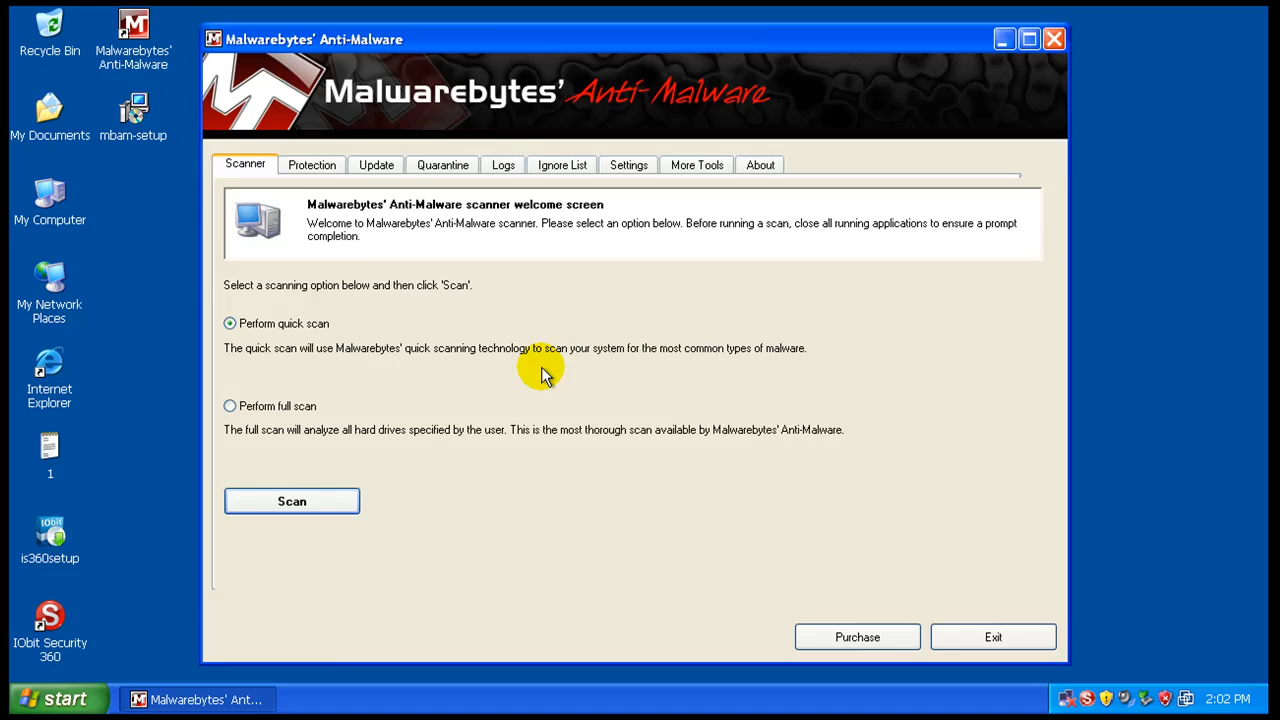 Recycle Bin
Malwarebytes'
Anti-Malware
My Documents
mbam-setup
My Computer
My Network
Places
Internet
Explorer
1
IObit
is360setup
IObit Security
360
Malwarebytes' Anti-Malware
Malwarebytes' Anti-Malware
Scanner
Protection
Update
Quarantine
Logs
Ignore List
Settings
More Tools
About
Malwarebytes' Anti-Malware scanner welcome screen
Welcome to Malwarebytes' Anti-Malware scanner. Please select an option below. Before running a scan, close all running applications to ensure a prompt
completion.
Select a scanning option below and then click 'Scan'.
Perform quick scan
The quick scan will use Malwarebytes' quick scanning technology to scan your system for the most common types of malware.
Perform full scan
The full scan will analyze all hard drives specified by the user. This is the most thorough scan available by Malwarebytes' Anti-Malware.
Scan
Purchase
Exit
start
Malwarebytes' Ant...
2:02 PM